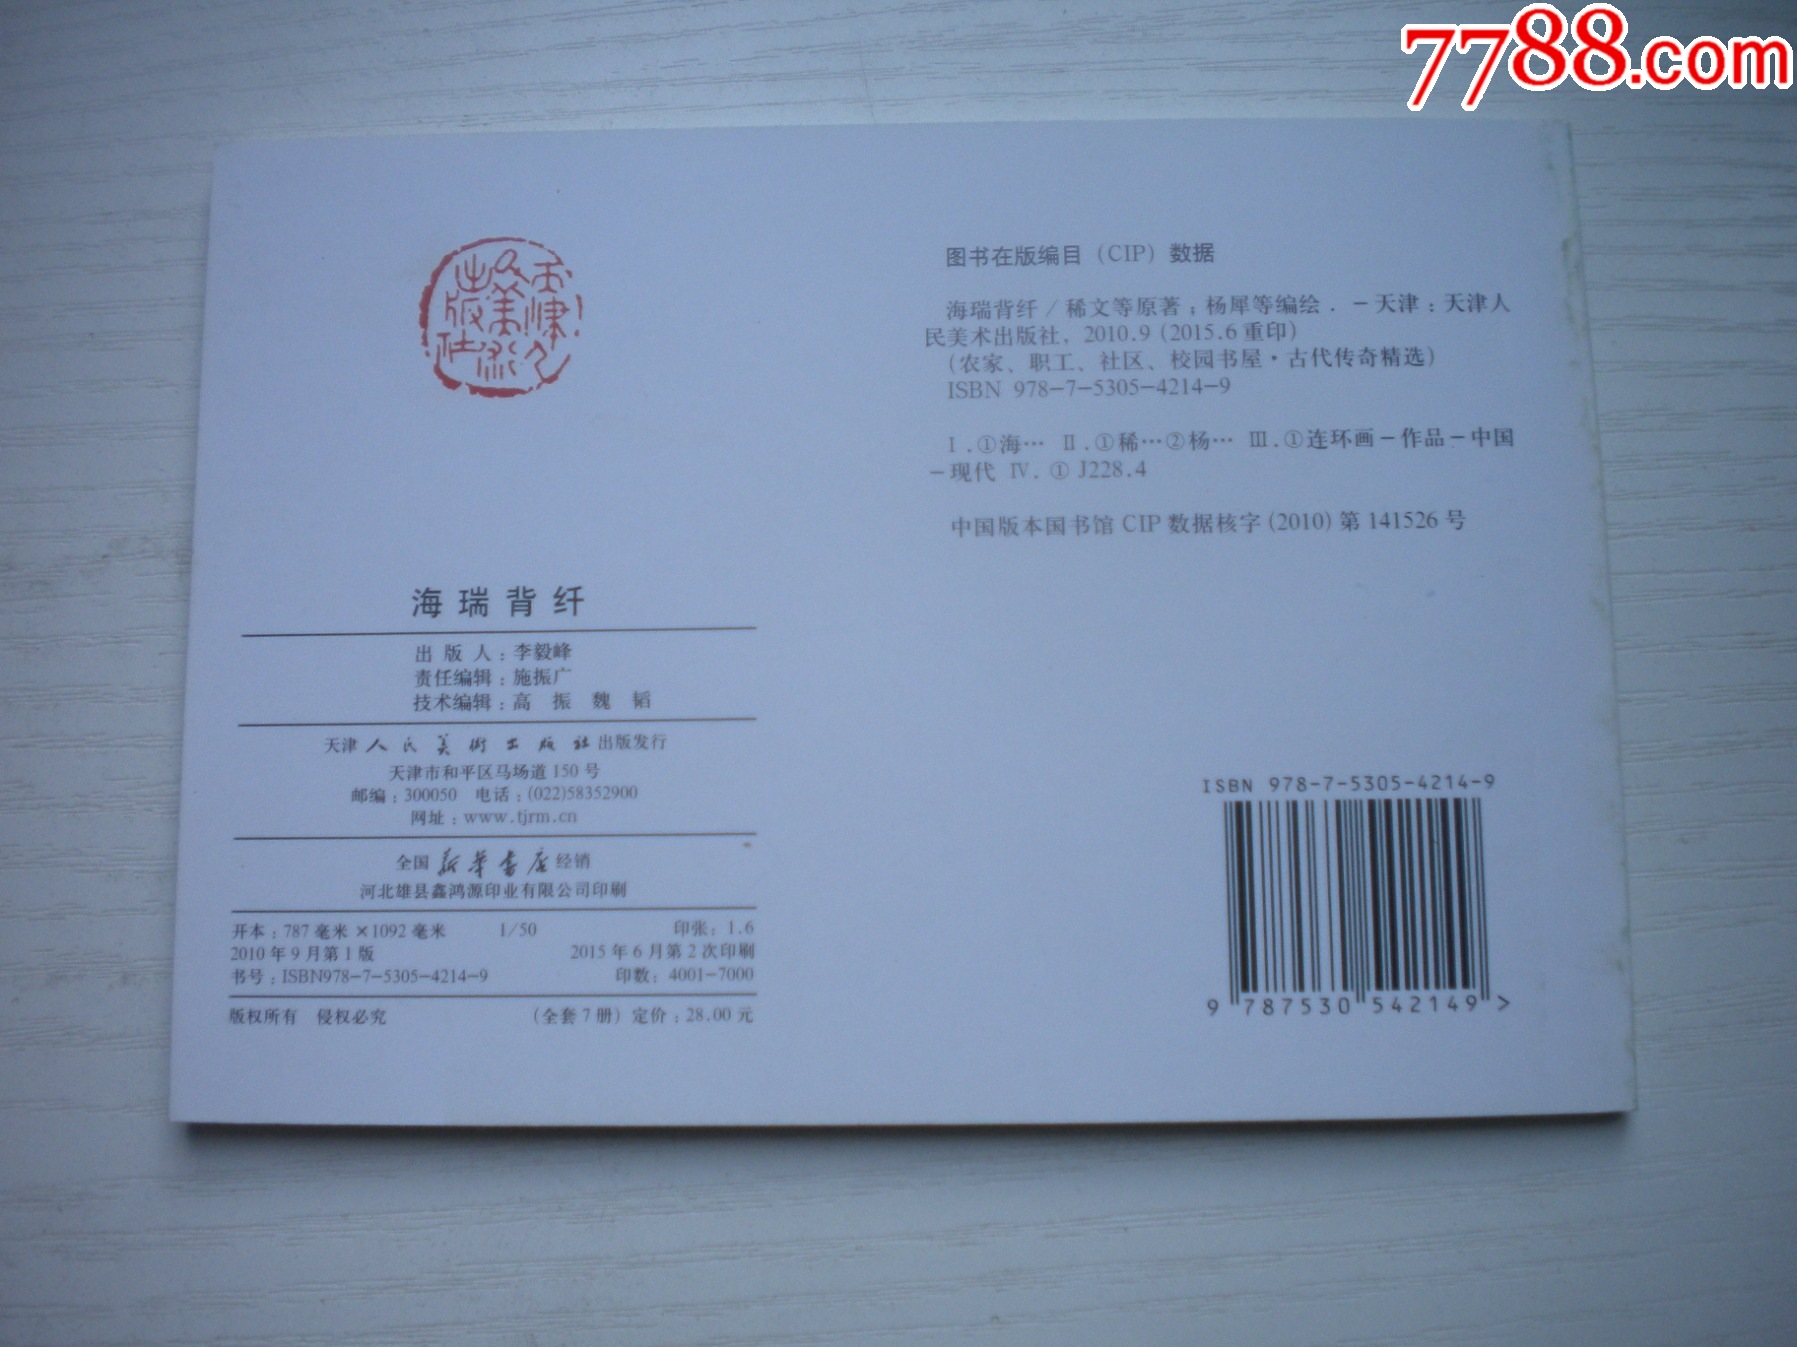 7788.com
天津人民美术出版社
海瑞背纤
出 版 人：李毅峰
责任编辑：施振广
技术编辑：高　振　魏　韬
天津人民美術出版社出版发行
天津市和平区马场道150号
邮编：300050　电话：(022)58352900
网址：www.tjrm.cn
全国新华书店经销
河北雄县鑫鸿源印业有限公司印刷
开本：787毫米×1092毫米　1/50　印张：1.6
2010年9月第1版　2015年6月第2次印刷
书号：ISBN978-7-5305-4214-9　印数：4001-7000
版权所有　侵权必究　（全套7册）定价：28.00元
图书在版编目（CIP）数据
海瑞背纤／稀文等原著；杨犀等编绘．－天津：天津人
民美术出版社，2010.9（2015.6重印）
（农家、职工、社区、校园书屋·古代传奇精选）
ISBN 978-7-5305-4214-9
Ⅰ.①海… Ⅱ.①稀…②杨… Ⅲ.①连环画－作品－中国
－现代 Ⅳ.①J228.4
中国版本国书馆CIP数据核字(2010)第141526号
ISBN 978-7-5305-4214-9
9 787530 542149 >